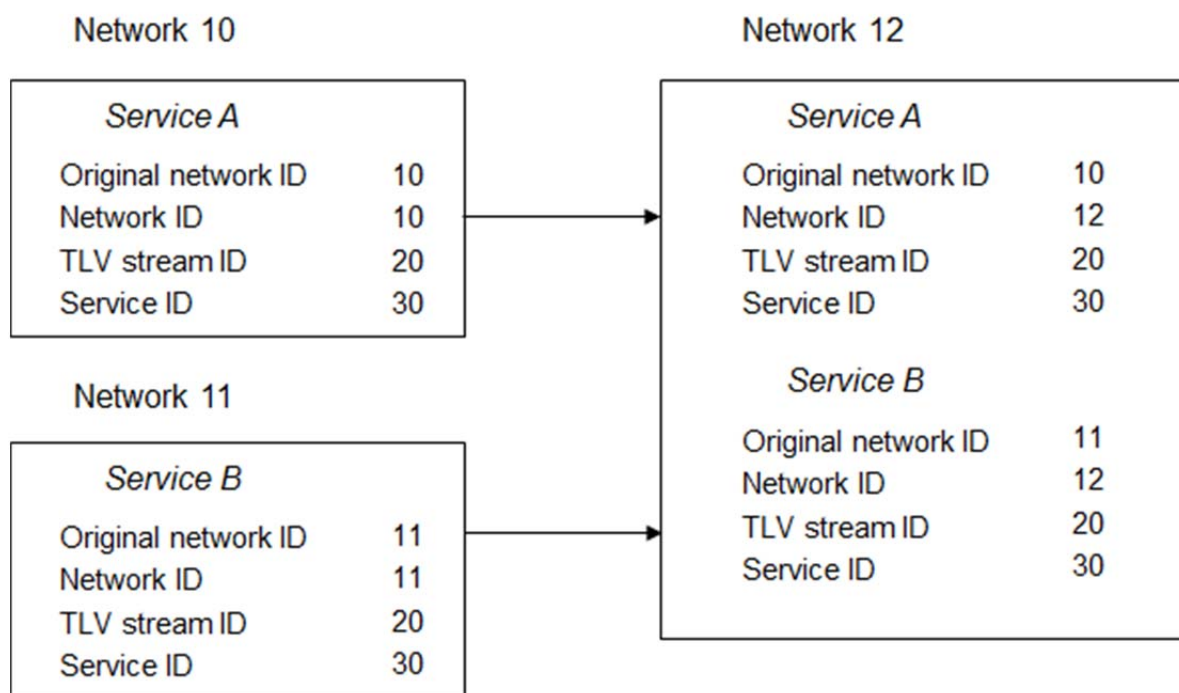 Network 10
Service A
Original network ID 10
Network ID 10
TLV stream ID 20
Service ID 30
Network 11
Service B
Original network ID 11
Network ID 11
TLV stream ID 20
Service ID 30
Network 12
Service A
Original network ID 10
Network ID 12
TLV stream ID 20
Service ID 30
Service B
Original network ID 11
Network ID 12
TLV stream ID 20
Service ID 30